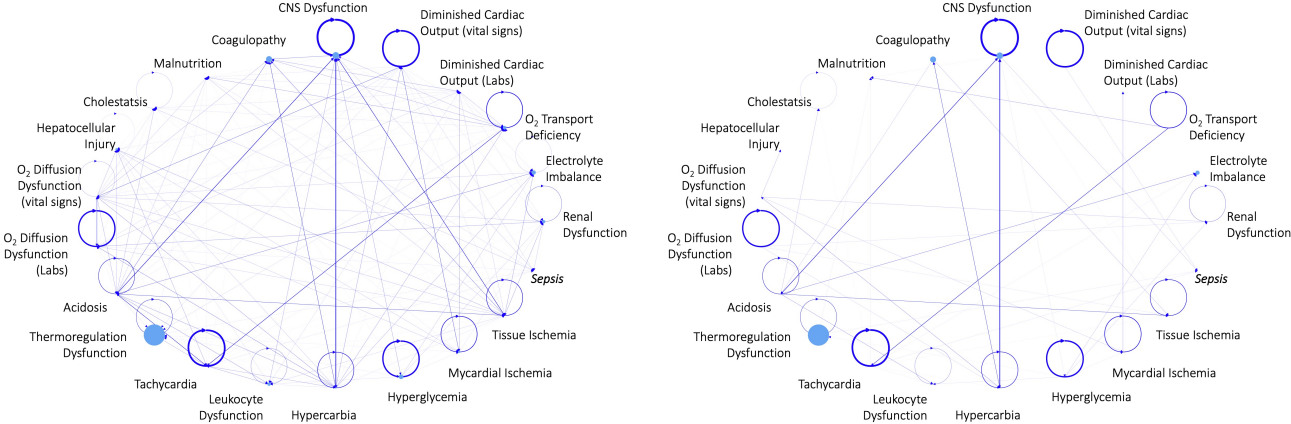 CNS Dysfunction
Diminished Cardiac
Output (vital signs)
Coagulopathy
Malnutrition
Diminished Cardiac
Output (Labs)
Cholestatsis
O2 Transport
Deficiency
Hepatocellular
Injury
Electrolyte
Imbalance
O2 Diffusion
Dysfunction
(vital signs)
Renal
Dysfunction
O2 Diffusion
Dysfunction
(Labs)
Sepsis
Acidosis
Tissue Ischemia
Thermoregulation
Dysfunction
Myocardial Ischemia
Tachycardia
Hyperglycemia
Leukocyte
Dysfunction
Hypercarbia
CNS Dysfunction
Diminished Cardiac
Output (vital signs)
Coagulopathy
Malnutrition
Diminished Cardiac
Output (Labs)
Cholestatsis
O2 Transport
Deficiency
Hepatocellular
Injury
Electrolyte
Imbalance
O2 Diffusion
Dysfunction
(vital signs)
Renal
Dysfunction
O2 Diffusion
Dysfunction
(Labs)
Sepsis
Acidosis
Tissue Ischemia
Thermoregulation
Dysfunction
Myocardial Ischemia
Tachycardia
Hyperglycemia
Leukocyte
Dysfunction
Hypercarbia